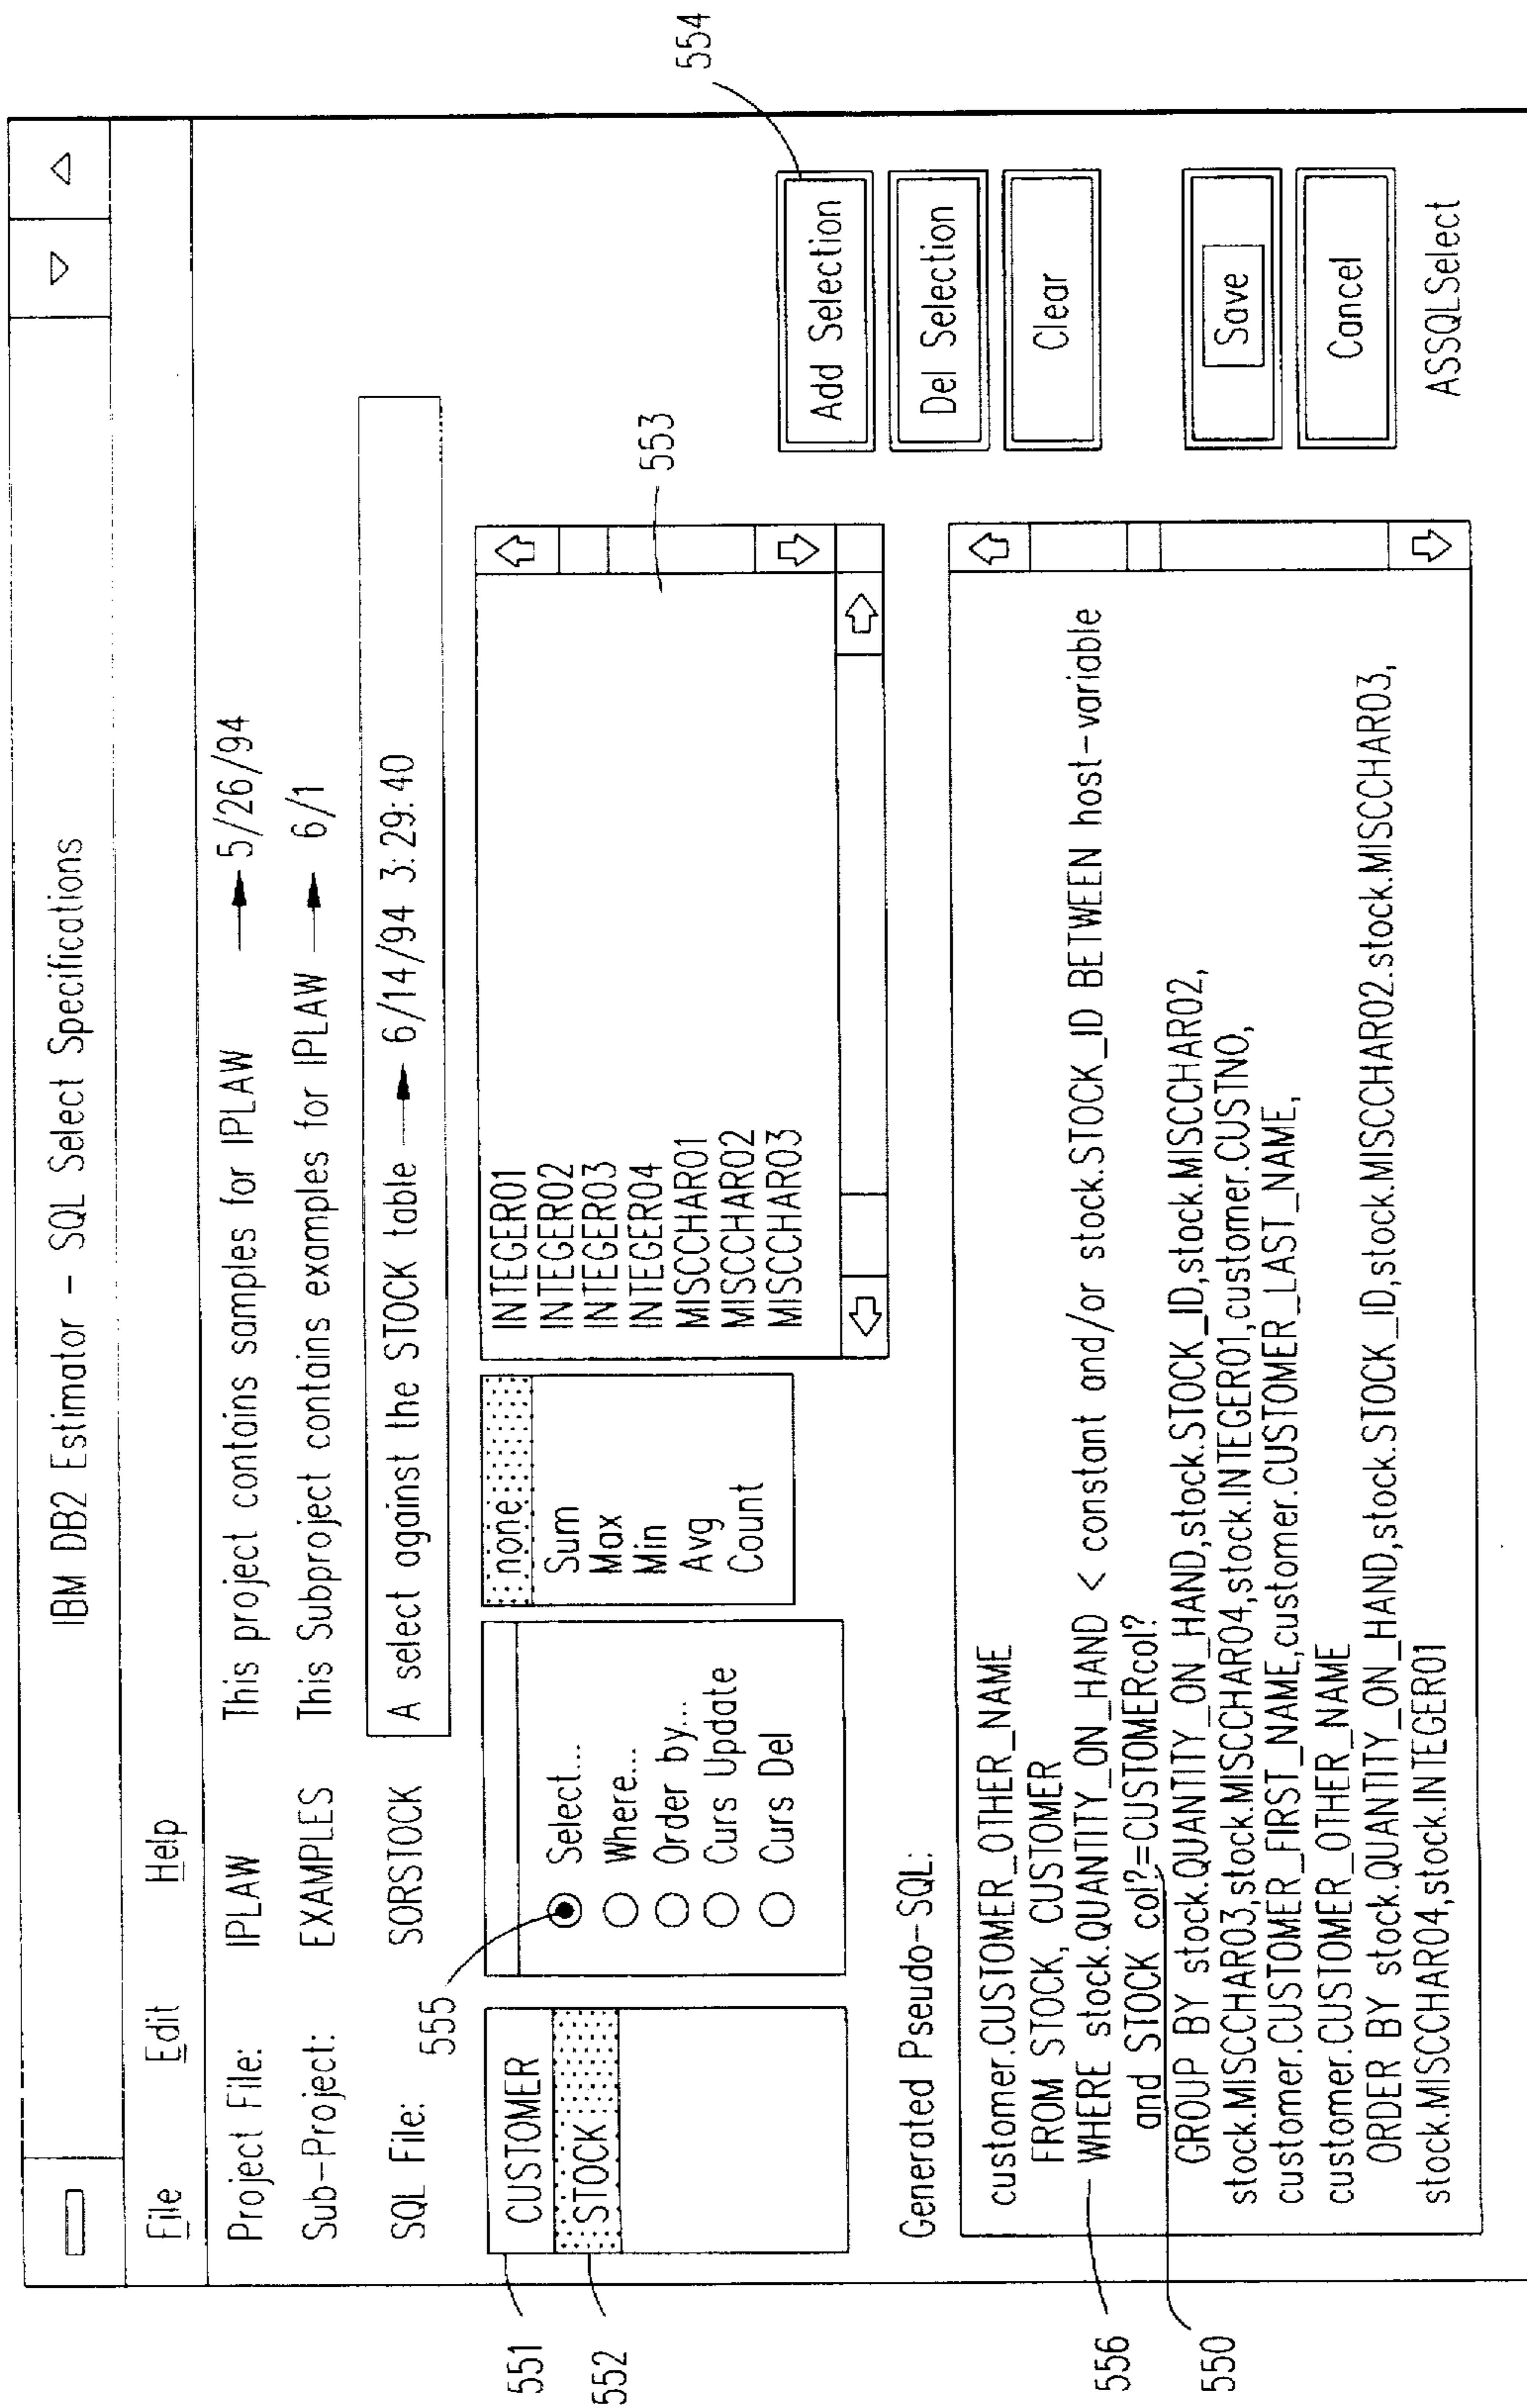 IBM DB2 Estimator - SQL Select Specifications
File Edit Help
Project File: IPLAW This project contains samples for IPLAW → 5/26/94
Sub-Project: EXAMPLES This Subproject contains examples for IPLAW → 6/1
SQL File: SORSTOCK A select against the STOCK table → 6/14/94 3:29:40
555
551
CUSTOMER
552
STOCK
Select...
Where...
Order by...
Curs Update
Curs Del
none
Sum
Max
Min
Avg
Count
INTEGER01
INTEGER02
INTEGER03
INTEGER04
MISCCHAR01
MISCCHAR02
MISCCHAR03
553
554
Add Selection
Del Selection
Clear
Save
Cancel
ASSQLSelect
Generated Pseudo-SQL:
customer.CUSTOMER_OTHER_NAME
FROM STOCK, CUSTOMER
556
WHERE stock.QUANTITY_ON_HAND < constant and/or stock.STOCK_ID BETWEEN host-variable
and STOCK col?=CUSTOMERcol?
550
GROUP BY stock.QUANTITY_ON_HAND,stock.STOCK_ID,stock.MISCCHAR02,
stock.MISCCHAR03,stock.MISCCHAR04,stock.INTEGER01,customer.CUSTNO,
customer.CUSTOMER_FIRST_NAME,customer.CUSTOMER_LAST_NAME,
customer.CUSTOMER_OTHER_NAME
ORDER BY stock.QUANTITY_ON_HAND,stock.STOCK_ID,stock.MISCCHAR02.stock.MISCCHAR03,
stock.MISCCHAR04,stock.INTEGER01